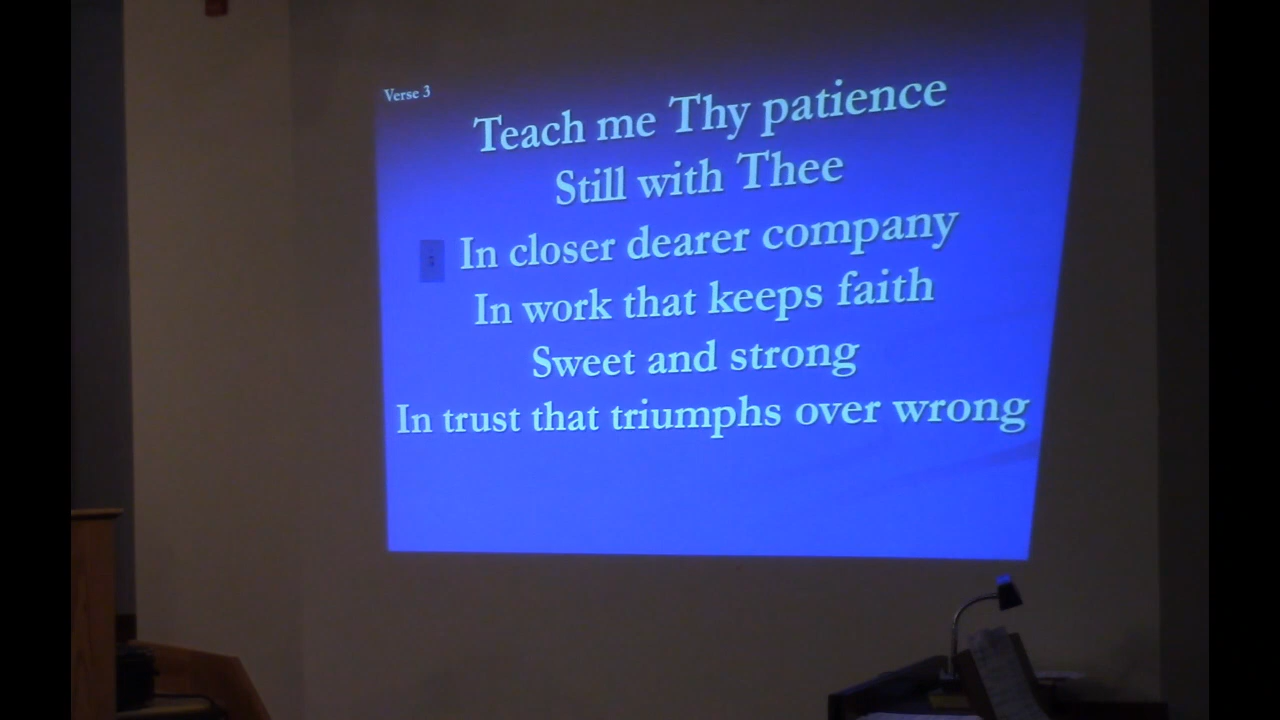 Verse 3
Teach me Thy patience
Still with Thee
In closer dearer company
In work that keeps faith
Sweet and strong
In trust that triumphs over wrong